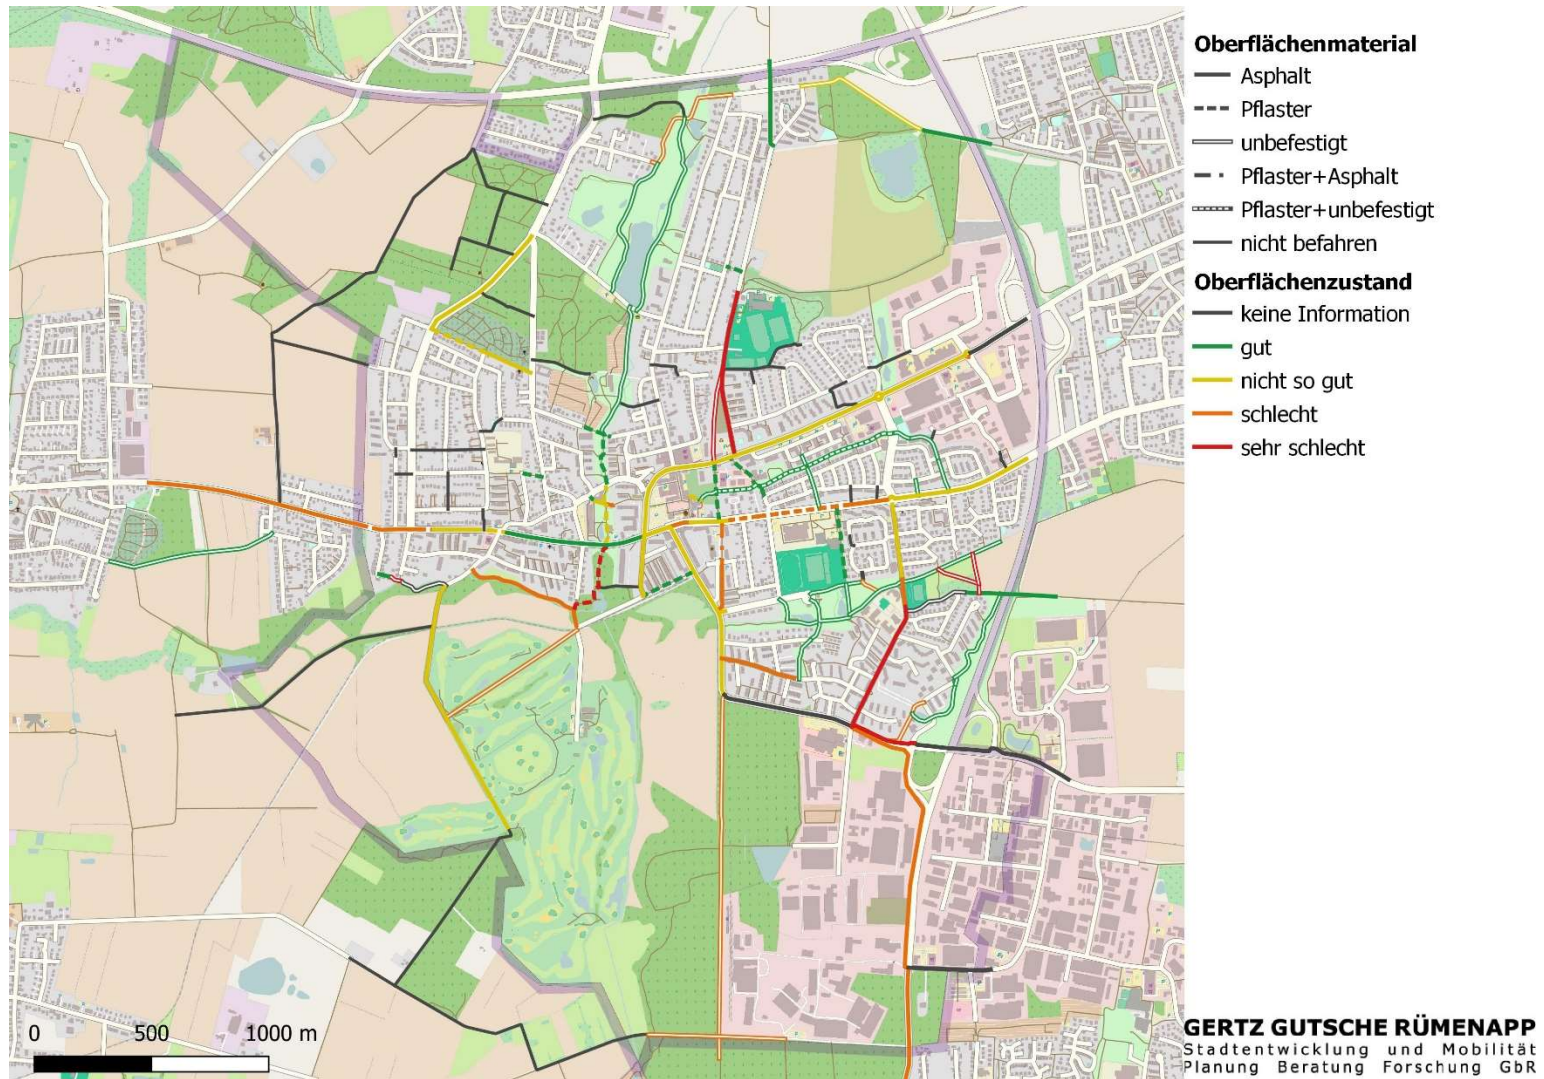 Oberflächenmaterial
Asphalt
Pflaster
unbefestigt
Pflaster+Asphalt
Pflaster+unbefestigt
nicht befahren
Oberflächenzustand
keine Information
gut
nicht so gut
schlecht
sehr schlecht
0 500 1000 m
GERTZ GUTSCHE RÜMENAPP
Stadtentwicklung und Mobilität
Planung Beratung Forschung GbR